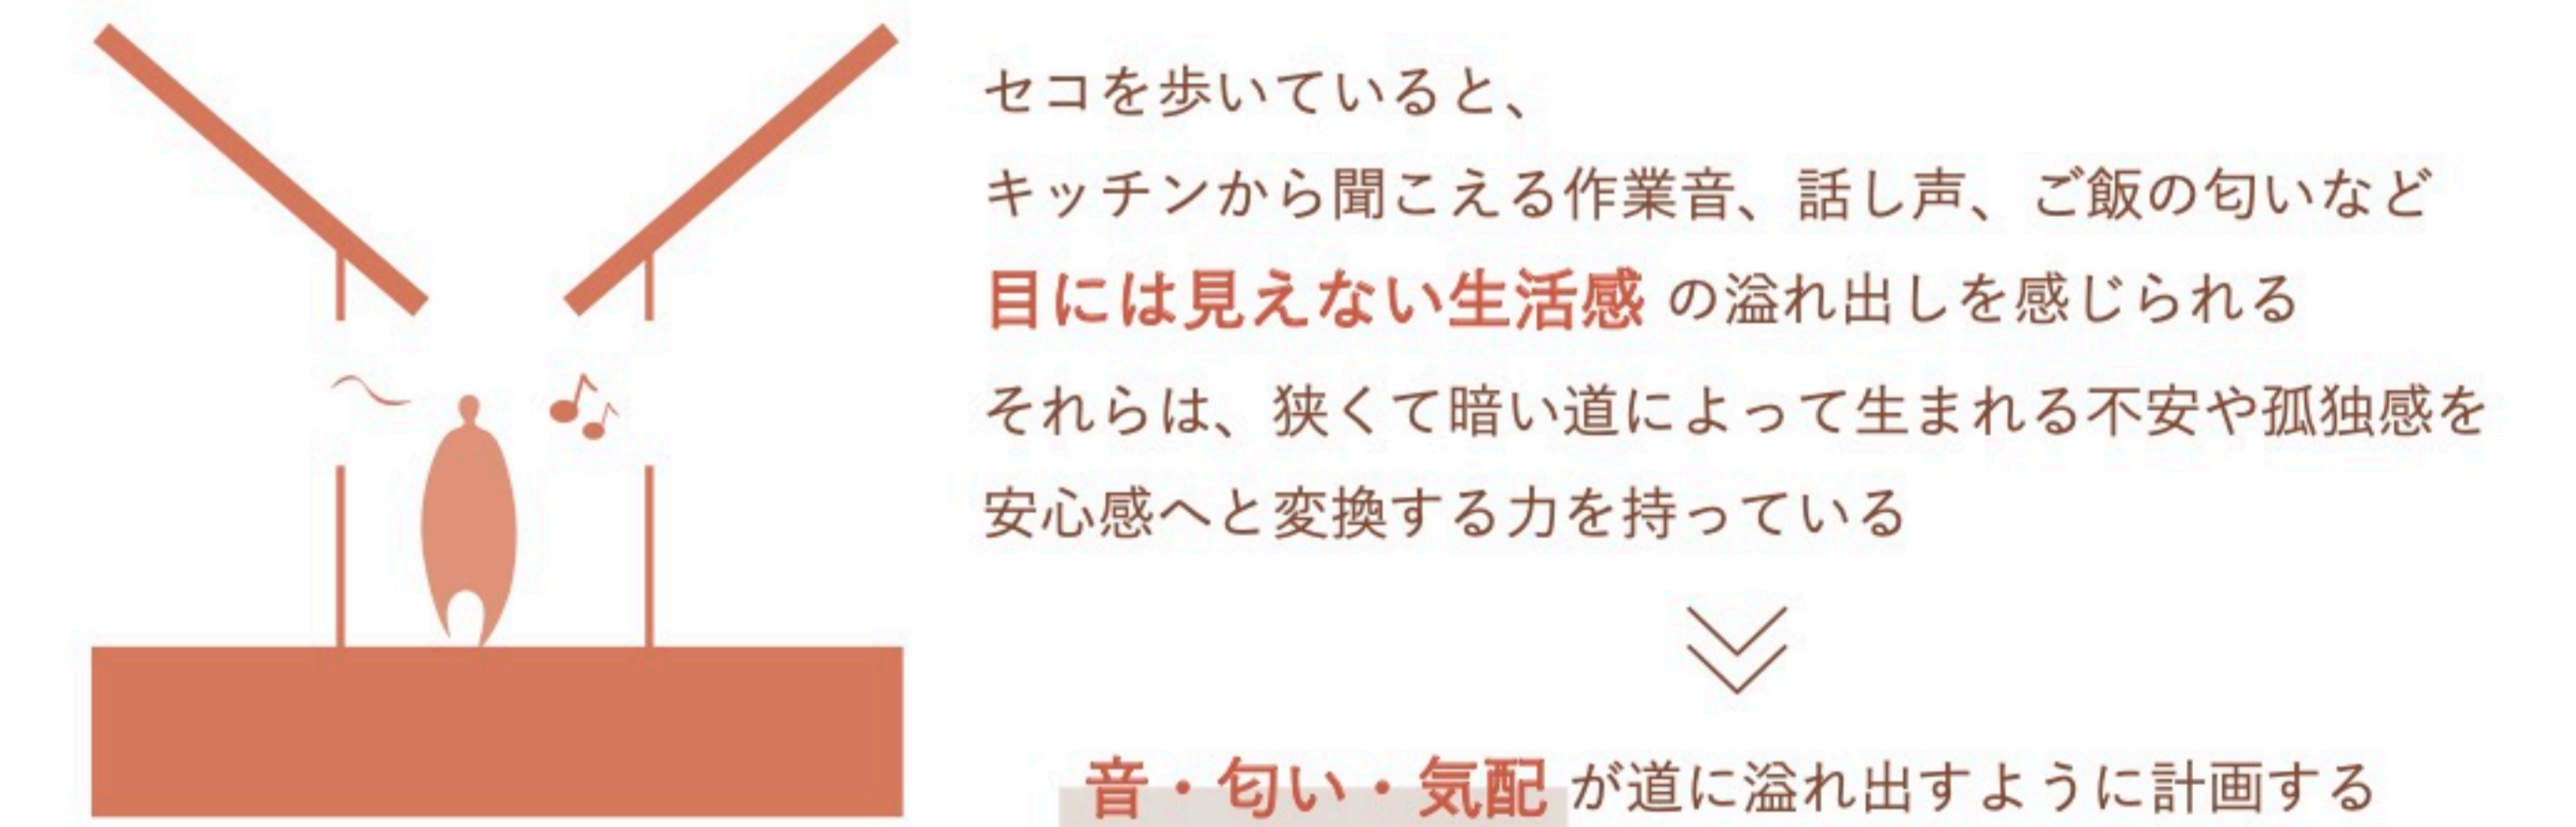 セコを歩いていると、
キッチンから聞こえる作業音、話し声、ご飯の匂いなど
目には見えない生活感 の溢れ出しを感じられる
それらは、狭くて暗い道によって生まれる不安や孤独感を
安心感へと変換する力を持っている
音・匂い・気配 が道に溢れ出すように計画する